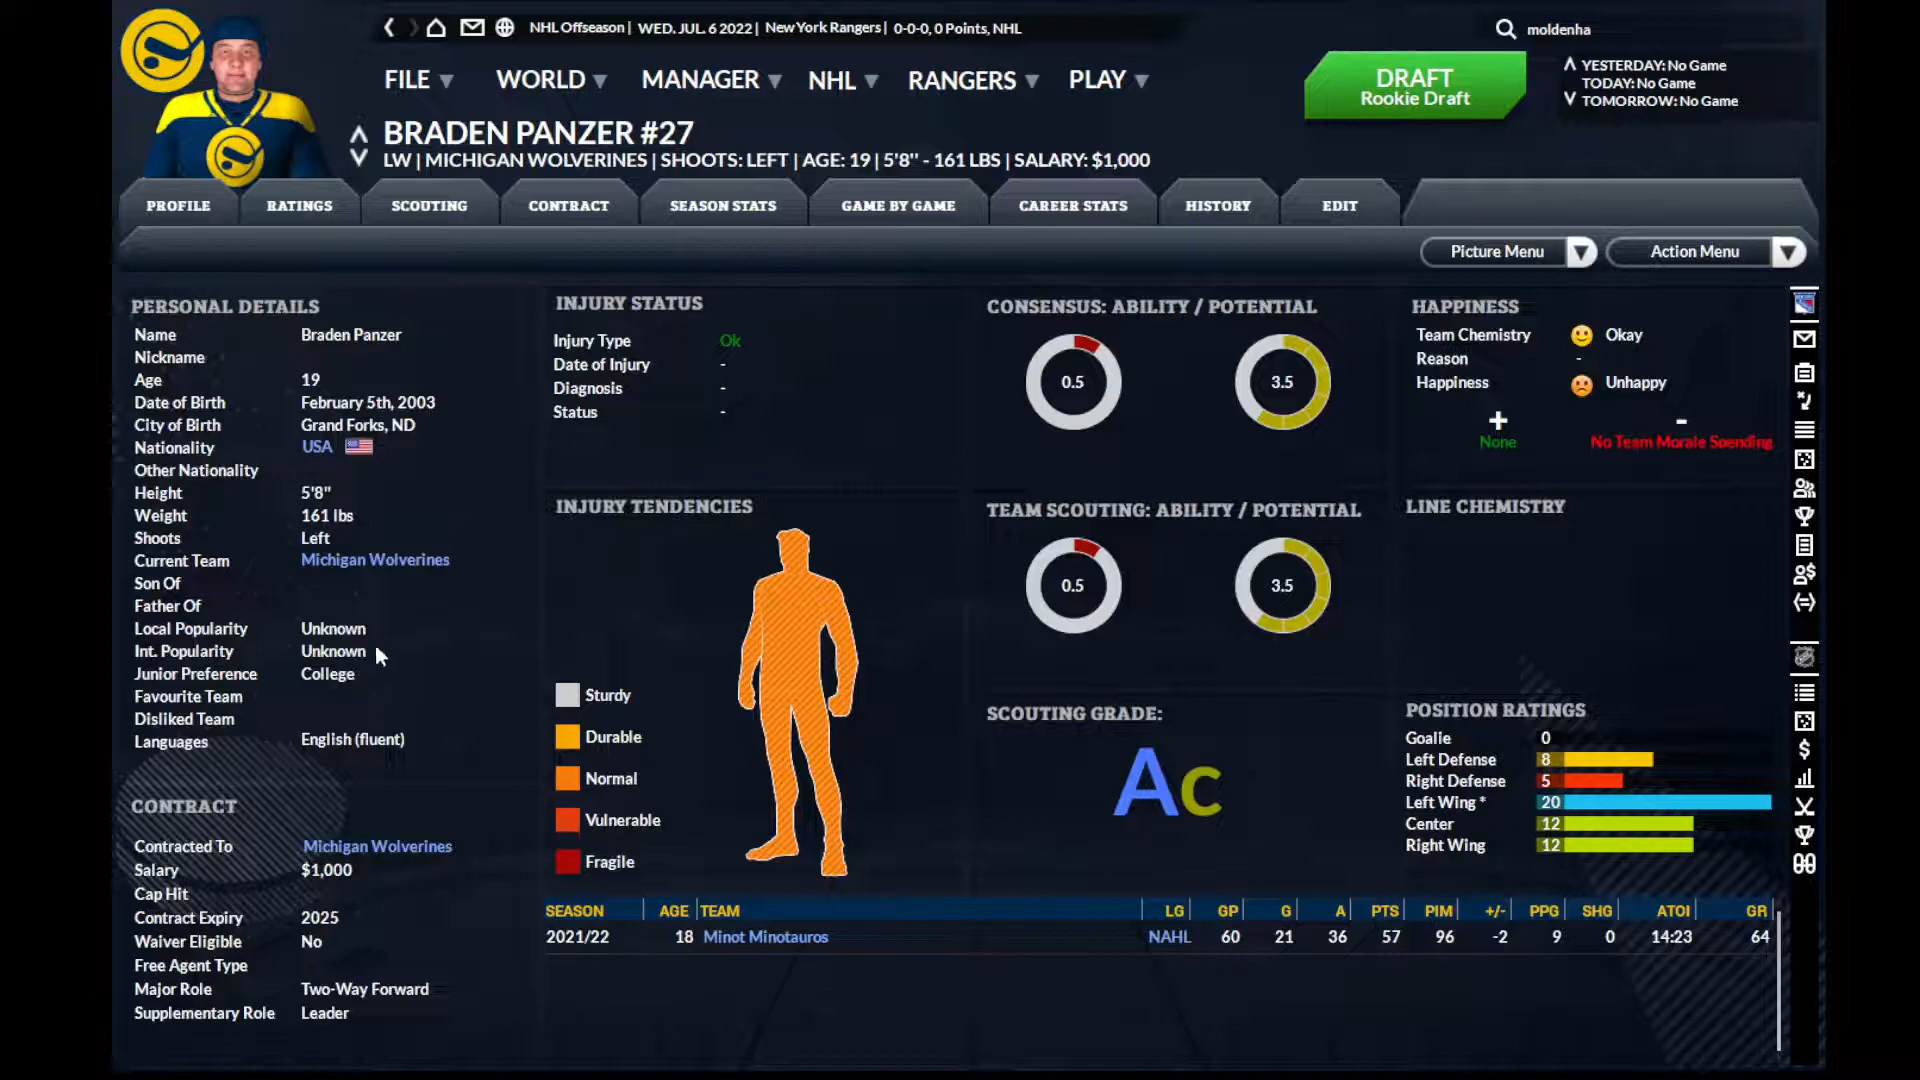 NHL Offseason | WED. JUL. 6 2022 | New York Rangers | 0-0-0, 0 Points, NHL
moldenha
FILE WORLD MANAGER NHL RANGERS PLAY
DRAFT
Rookie Draft
YESTERDAY: No Game
TODAY: No Game
TOMORROW: No Game
BRADEN PANZER #27
LW | MICHIGAN WOLVERINES | SHOOTS: LEFT | AGE: 19 | 5'8" - 161 LBS | SALARY: $1,000
PROFILE RATINGS SCOUTING CONTRACT SEASON STATS GAME BY GAME CAREER STATS HISTORY EDIT
Picture Menu Action Menu
PERSONAL DETAILS
Name Braden Panzer
Nickname
Age 19
Date of Birth February 5th, 2003
City of Birth Grand Forks, ND
Nationality USA
Other Nationality
Height 5'8"
Weight 161 lbs
Shoots Left
Current Team Michigan Wolverines
Son Of
Father Of
Local Popularity Unknown
Int. Popularity Unknown
Junior Preference College
Favourite Team
Disliked Team
Languages English (fluent)
CONTRACT
Contracted To Michigan Wolverines
Salary $1,000
Cap Hit
Contract Expiry 2025
Waiver Eligible No
Free Agent Type
Major Role Two-Way Forward
Supplementary Role Leader
INJURY STATUS
Injury Type Ok
Date of Injury -
Diagnosis -
Status -
INJURY TENDENCIES
Sturdy
Durable
Normal
Vulnerable
Fragile
CONSENSUS: ABILITY / POTENTIAL
0.5 3.5
TEAM SCOUTING: ABILITY / POTENTIAL
0.5 3.5
SCOUTING GRADE:
Ac
HAPPINESS
Team Chemistry Okay
Reason -
Happiness Unhappy
+ -
None No Team Morale Spending
LINE CHEMISTRY
POSITION RATINGS
Goalie 0
Left Defense 8
Right Defense 5
Left Wing * 20
Center 12
Right Wing 12
SEASON AGE TEAM LG GP G A PTS PIM +/- PPG SHG ATOI GR
2021/22 18 Minot Minotauros NAHL 60 21 36 57 96 -2 9 0 14:23 64